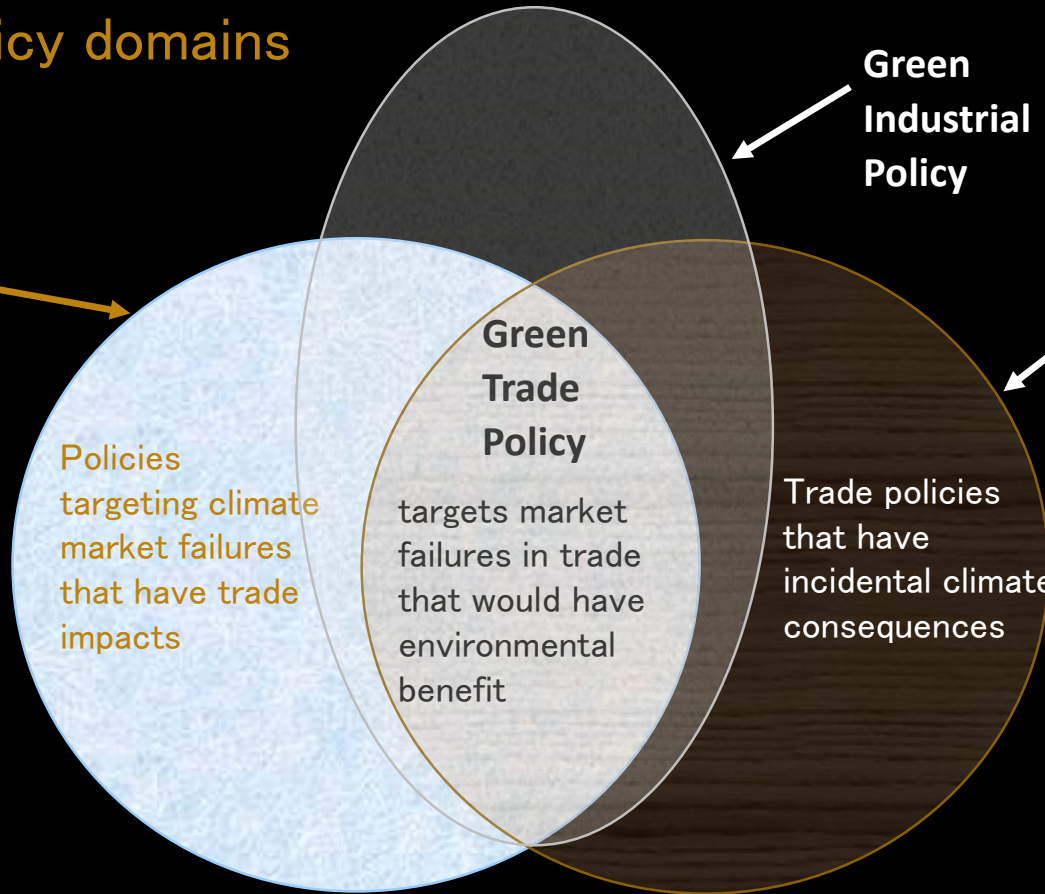 icy domains
Green
Industrial
Policy
Green
Trade
Policy
Policies
targeting climate
market failures
that have trade
impacts
targets market
failures in trade
that would have
environmental
benefit
Trade policies
that have
incidental climate
consequences